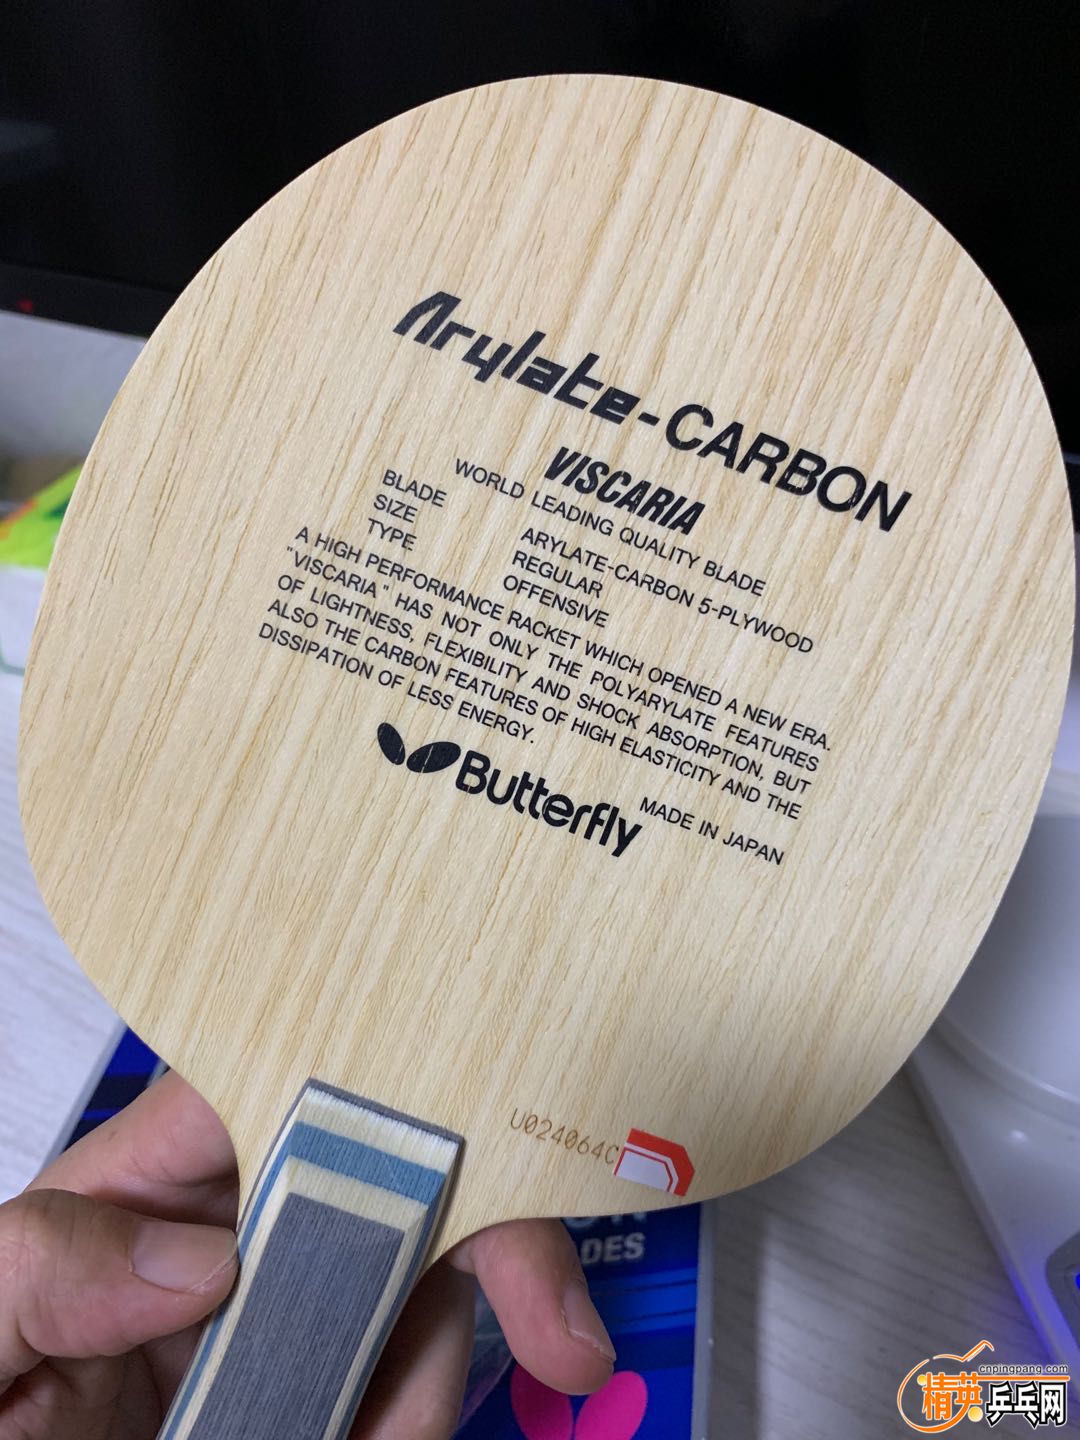 Arylate-CARBON
VISCARIA
WORLD LEADING QUALITY BLADE
BLADE ARYLATE-CARBON 5-PLYWOOD
SIZE REGULAR
TYPE OFFENSIVE
A HIGH PERFORMANCE RACKET WHICH OPENED A NEW ERA.
"VISCARIA" HAS NOT ONLY THE POLYARYLATE FEATURES
OF LIGHTNESS, FLEXIBILITY AND SHOCK ABSORPTION, BUT
ALSO THE CARBON FEATURES OF HIGH ELASTICITY AND THE
DISSIPATION OF LESS ENERGY.
Butterfly MADE IN JAPAN
U024064C
cnpingpang.com
精英乒乓网